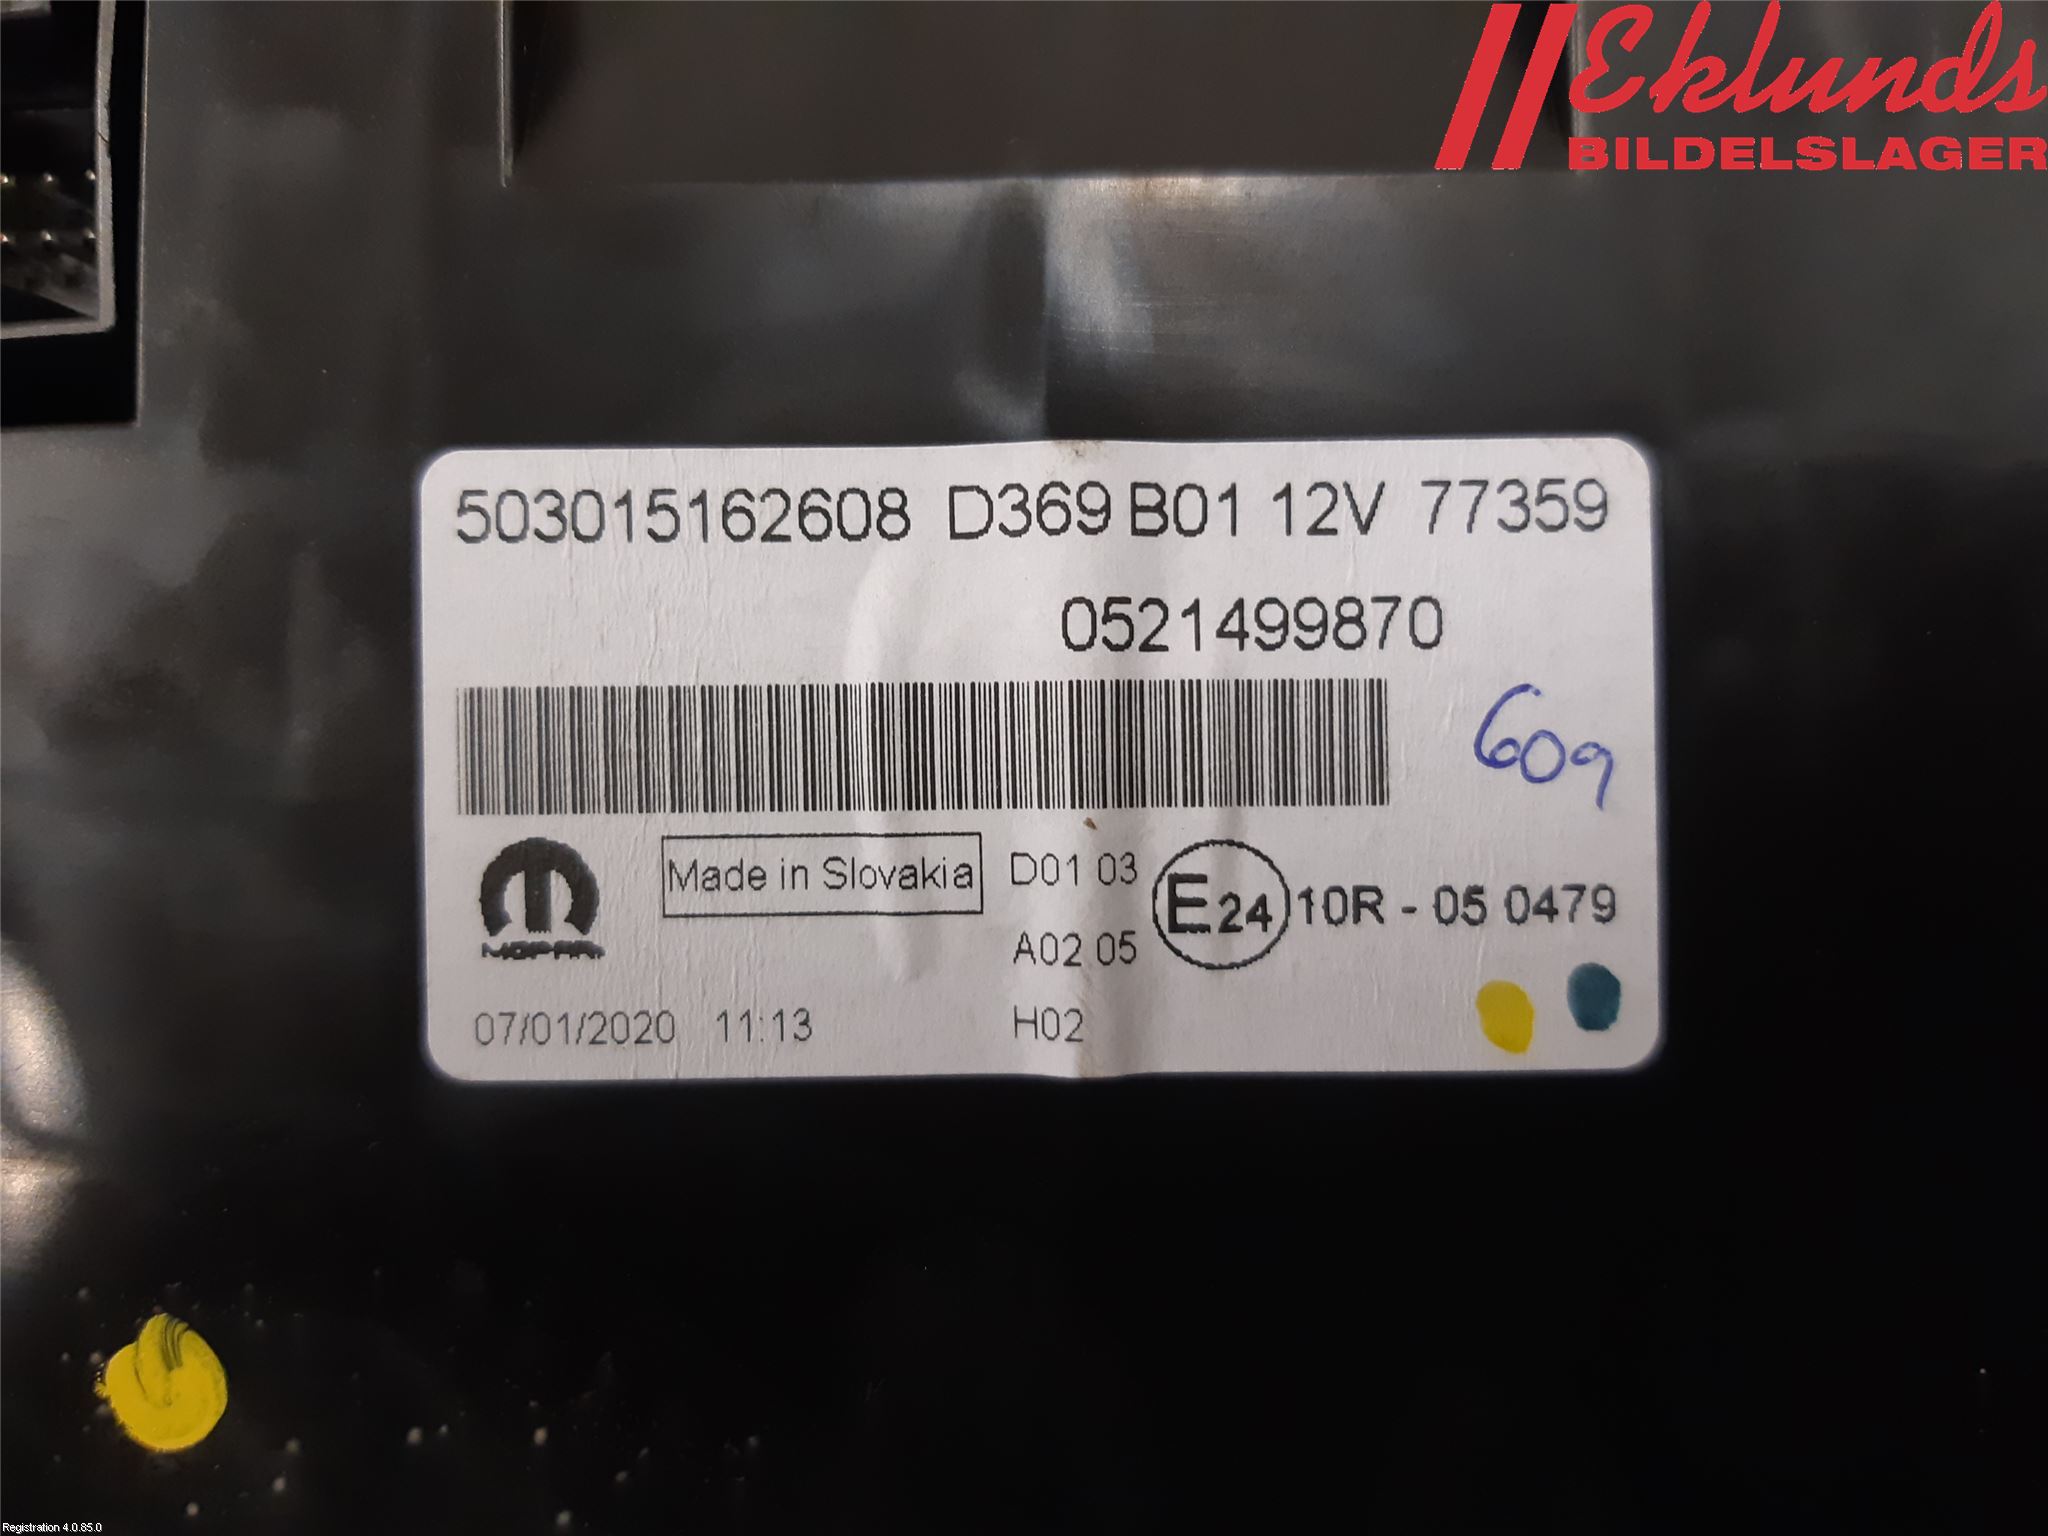 Eklunds
BILDELSLAGER
503015162608 D369 B01 12V 77359
0521499870
609
MOPAR
Made in Slovakia
D01 03
E24 10R - 05 0479
A02 05
07/01/2020 11:13
H02
Registration 4.0.85.0